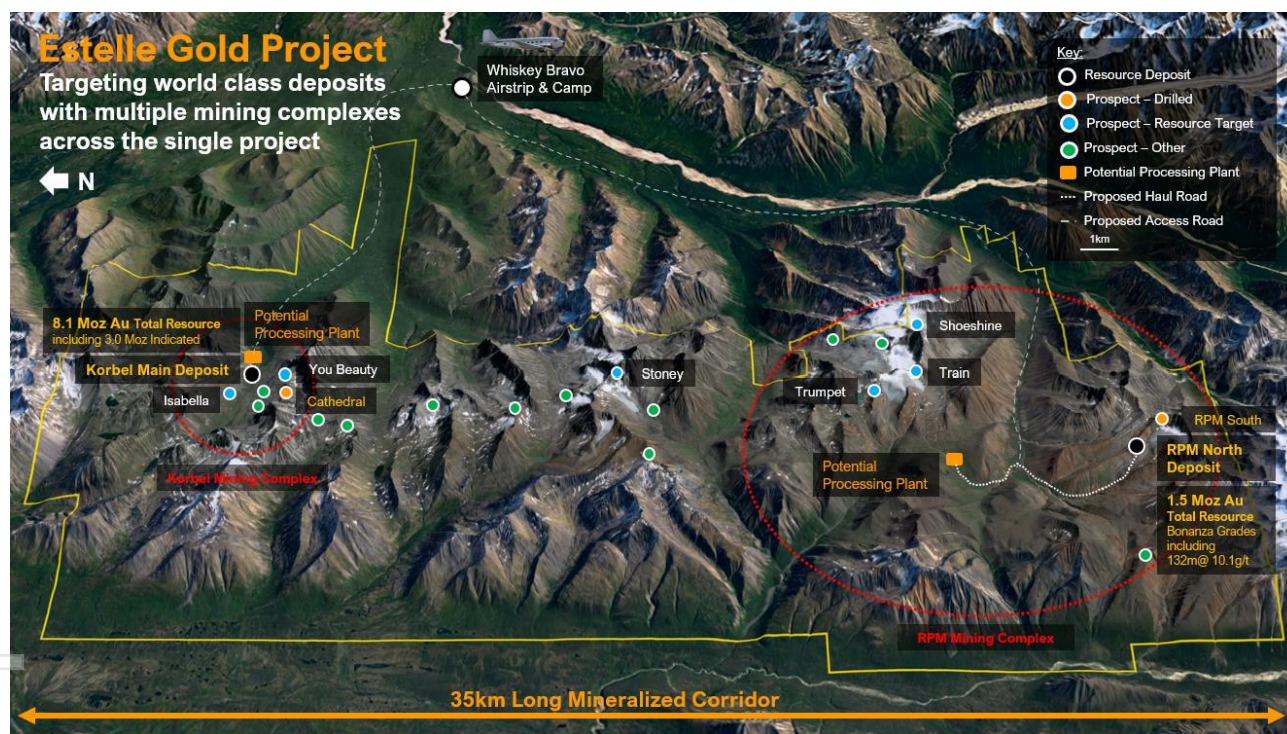 Estelle Gold Project
Targeting world class deposits
with multiple mining complexes
across the single project
N
Whiskey Bravo
Airstrip & Camp
Key:
Resource Deposit
Prospect – Drilled
Prospect – Resource Target
Prospect – Other
Potential Processing Plant
Proposed Haul Road
Proposed Access Road
1km
8.1 Moz Au Total Resource
including 3.0 Moz Indicated
Potential
Processing Plant
Korbel Main Deposit
You Beauty
Isabella
Cathedral
Korbel Mining Complex
Stoney
Shoeshine
Train
Trumpet
Potential
Processing Plant
RPM South
RPM North
Deposit
1.5 Moz Au
Total Resource
Bonanza Grades
including
132m@ 10.1g/t
RPM Mining Complex
35km Long Mineralized Corridor